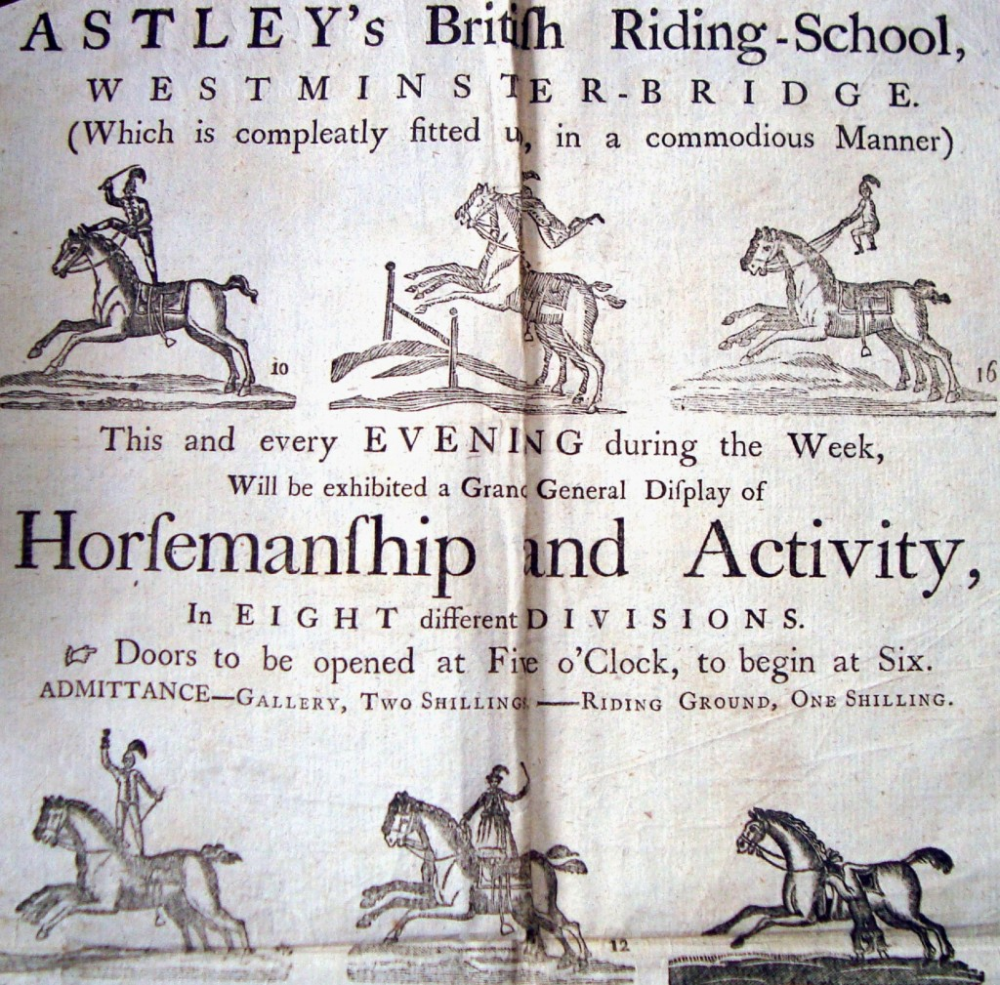 ASTLEY's Britiſh Riding-School,
WESTMINSTER-BRIDGE.
(Which is compleatly fitted up, in a commodious Manner)
10
16
This and every EVENING during the Week,
Will be exhibited a Grand General Diſplay of
Horſemanſhip and Activity,
In EIGHT different DIVISIONS.
☞ Doors to be opened at Five o'Clock, to begin at Six.
ADMITTANCE—GALLERY, TWO SHILLINGS.—RIDING GROUND, ONE SHILLING.
10
12